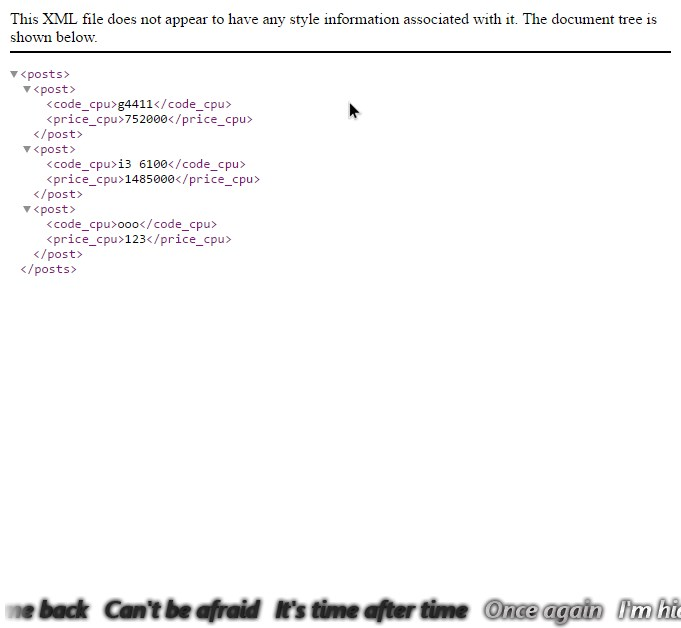 This XML file does not appear to have any style information associated with it. The document tree is
shown below.
▼<posts>
▼<post>
<code_cpu>g4411</code_cpu>
<price_cpu>752000</price_cpu>
</post>
▼<post>
<code_cpu>i3 6100</code_cpu>
<price_cpu>1485000</price_cpu>
</post>
▼<post>
<code_cpu>ooo</code_cpu>
<price_cpu>123</price_cpu>
</post>
</posts>
back Can't be afraid It's time after time Once again I'm